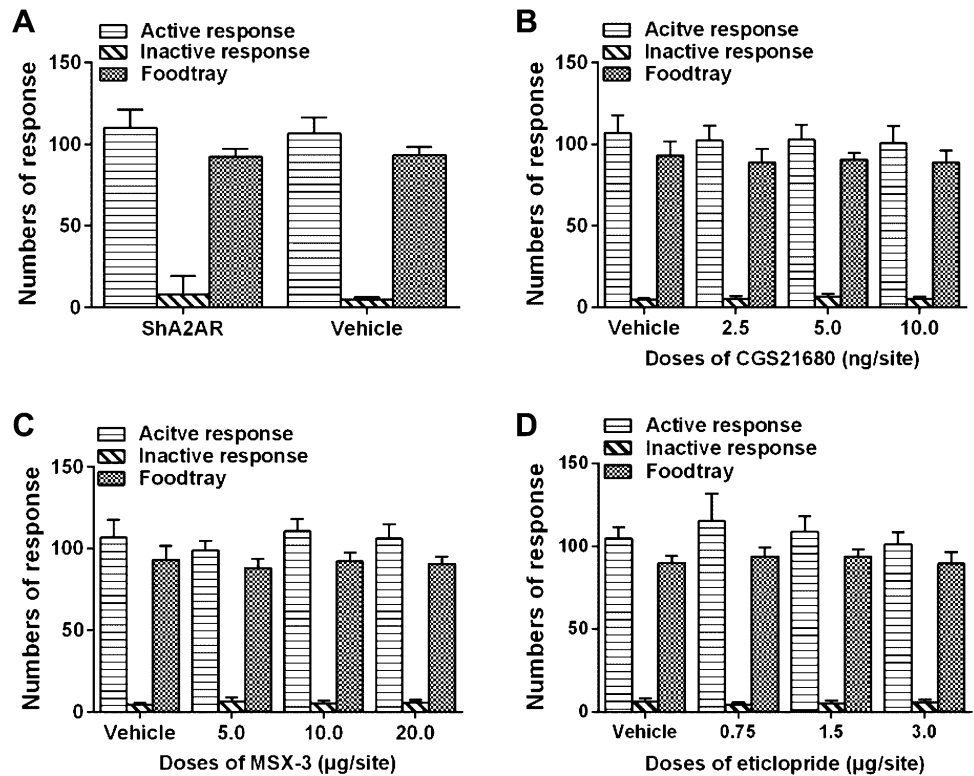 A
Active response
Inactive response
Foodtray
Numbers of response
150
100
50
0
ShA2AR
Vehicle
B
Acitve response
Inactive response
Foodtray
Numbers of response
150
100
50
0
Vehicle
2.5
5.0
10.0
Doses of CGS21680 (ng/site)
C
Acitve response
Inactive response
Foodtray
Numbers of response
150
100
50
0
Vehicle
5.0
10.0
20.0
Doses of MSX-3 (µg/site)
D
Active response
Inactive response
Foodtray
Numbers of response
150
100
50
0
Vehicle
0.75
1.5
3.0
Doses of eticlopride (µg/site)